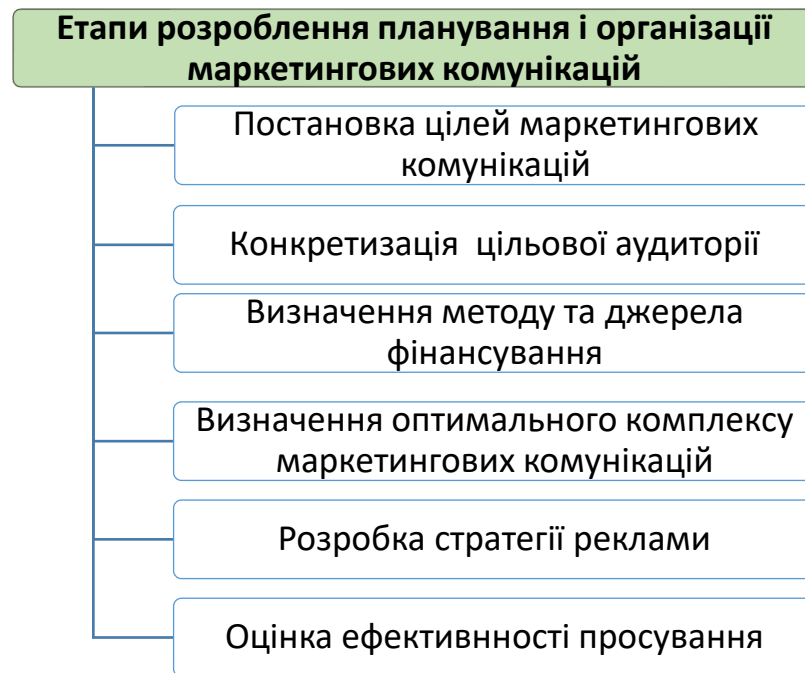 Етапи розроблення планування і організації
маркетингових комунікацій
Постановка цілей маркетингових
комунікацій
Конкретизація  цільової аудиторії
Визначення методу та джерела
фінансування
Визначення оптимального комплексу
маркетингових комунікацій
Розробка стратегії реклами
Оцінка ефективнності просування